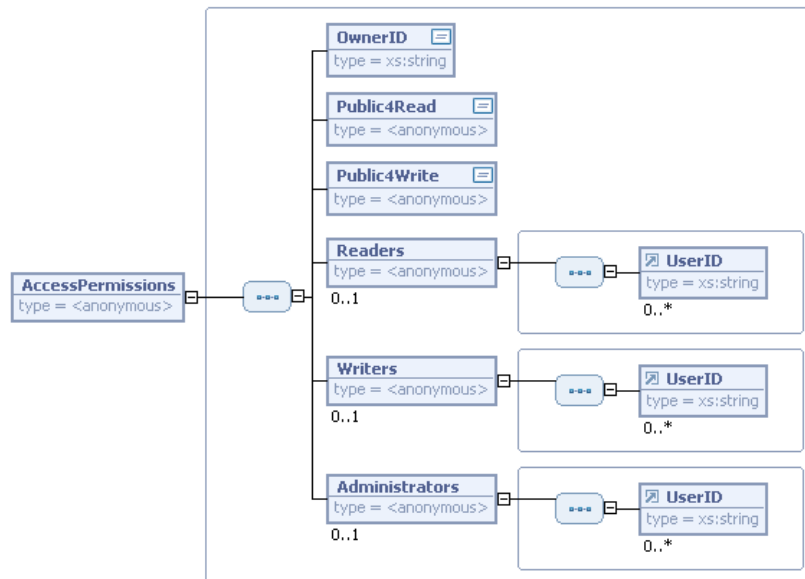 OwnerID
type = xs:string
Public4Read
type = <anonymous>
Public4Write
type = <anonymous>
Readers
type = <anonymous>
0..1
UserID
type = xs:string
0..*
AccessPermissions
type = <anonymous>
Writers
type = <anonymous>
0..1
UserID
type = xs:string
0..*
Administrators
type = <anonymous>
0..1
UserID
type = xs:string
0..*